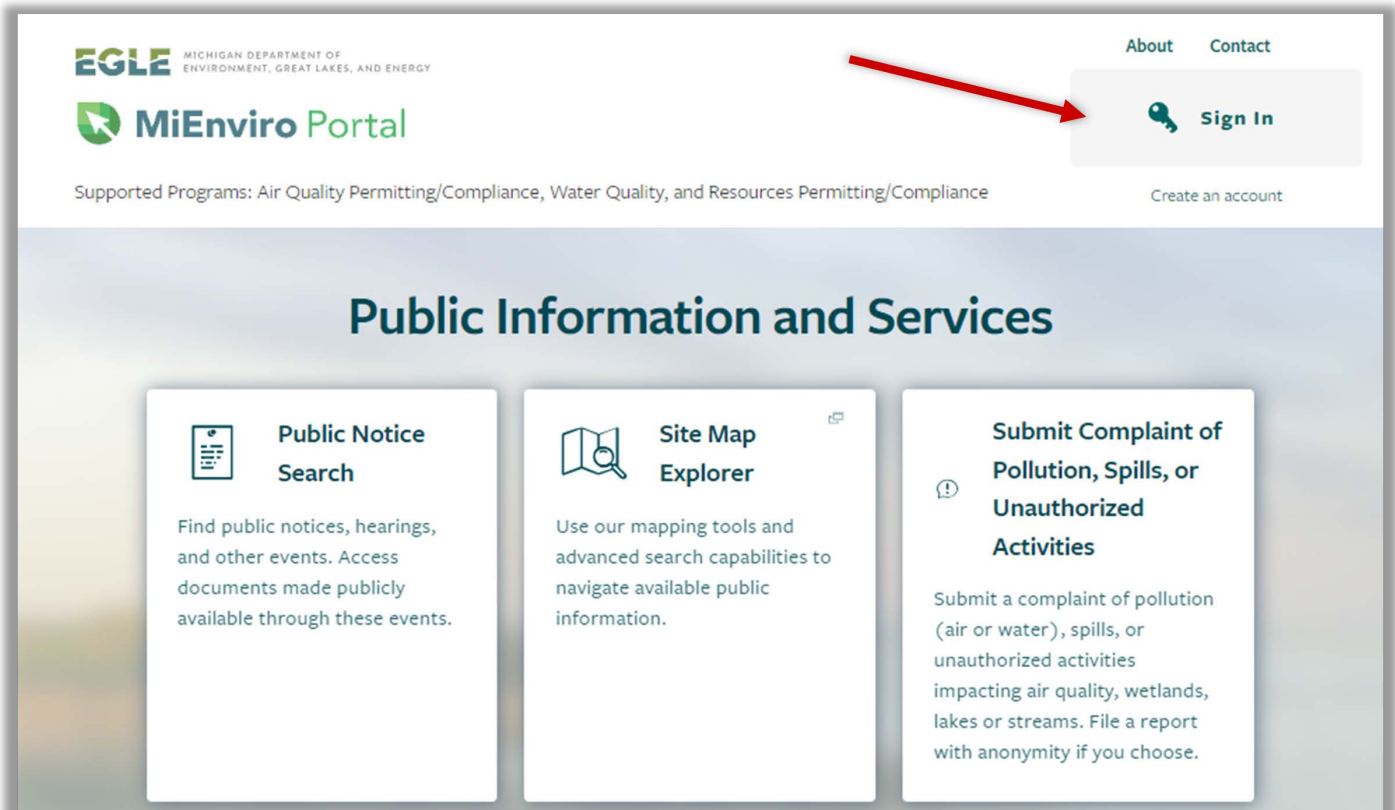 EGLE MICHIGAN DEPARTMENT OF
ENVIRONMENT, GREAT LAKES, AND ENERGY
MiEnviro Portal
About Contact
Sign In
Supported Programs: Air Quality Permitting/Compliance, Water Quality, and Resources Permitting/Compliance
Create an account
Public Information and Services
Public Notice
Search
Find public notices, hearings,
and other events. Access
documents made publicly
available through these events.
Site Map
Explorer
Use our mapping tools and
advanced search capabilities to
navigate available public
information.
Submit Complaint of
Pollution, Spills, or
Unauthorized
Activities
Submit a complaint of pollution
(air or water), spills, or
unauthorized activities
impacting air quality, wetlands,
lakes or streams. File a report
with anonymity if you choose.